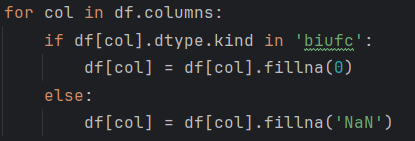 for col in df.columns:
    if df[col].dtype.kind in 'biufc':
        df[col] = df[col].fillna(0)
    else:
        df[col] = df[col].fillna('NaN')